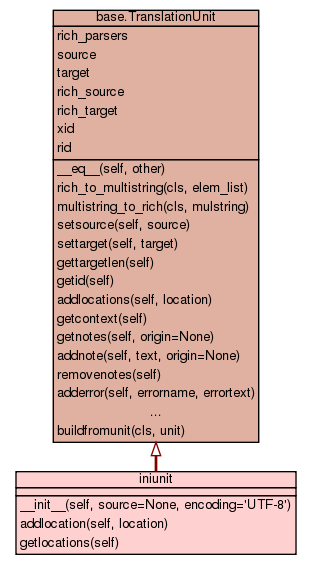 base.TranslationUnit
rich_parsers
source
target
rich_source
rich_target
xid
rid
__eq__(self, other)
rich_to_multistring(cls, elem_list)
multistring_to_rich(cls, mulstring)
setsource(self, source)
settarget(self, target)
gettargetlen(self)
getid(self)
addlocations(self, location)
getcontext(self)
getnotes(self, origin=None)
addnote(self, text, origin=None)
removenotes(self)
adderror(self, errorname, errortext)
...
buildfromunit(cls, unit)
iniunit
__init__(self, source=None, encoding='UTF-8')
addlocation(self, location)
getlocations(self)